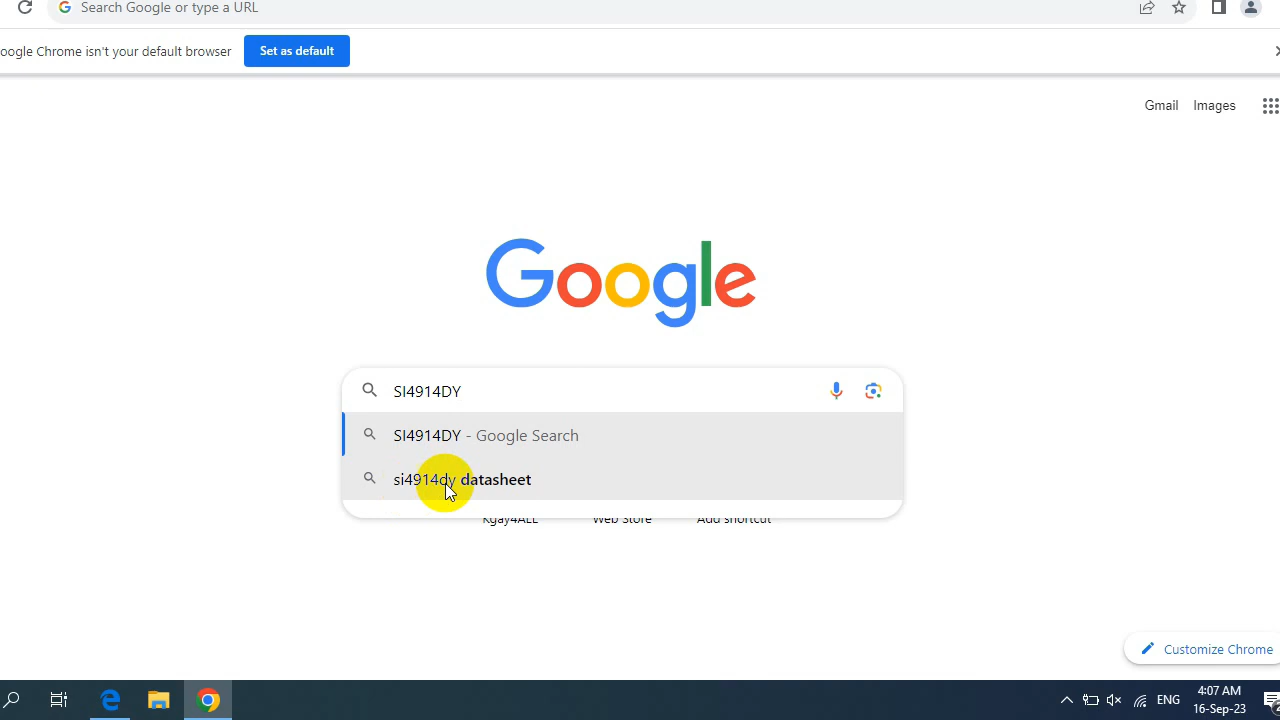 Search Google or type a URL
oogle Chrome isn't your default browser
Set as default
Gmail
Images
Google
SI4914DY
SI4914DY - Google Search
si4914dy datasheet
Kgay4ALL
Web Store
Add shortcut
Customize Chrome
ENG
4:07 AM
16-Sep-23